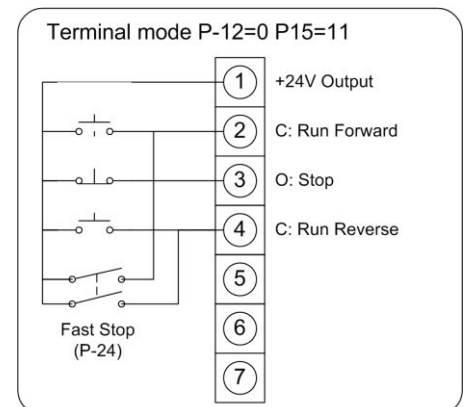 Terminal mode P-12=0 P15=11
1 +24V Output
2 C: Run Forward
3 O: Stop
4 C: Run Reverse
5
6
7
Fast Stop
(P-24)